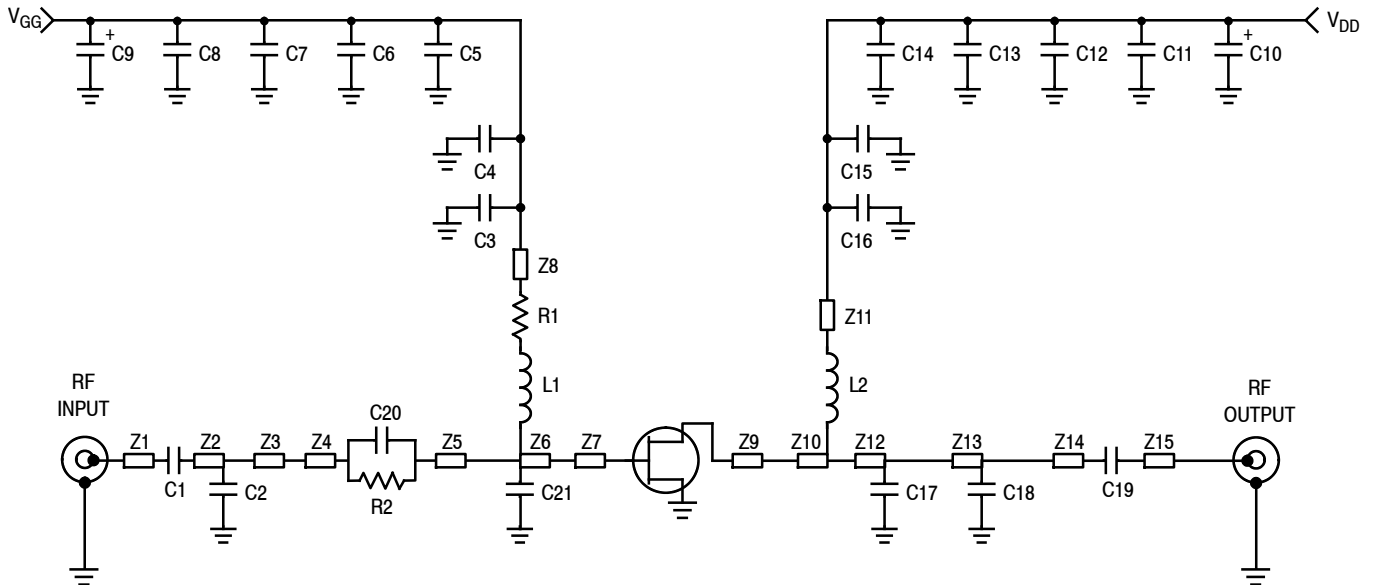 VGG
VDD
+
C9
C8
C7
C6
C5
C14
C13
C12
C11
+
C10
C4
C15
C3
C16
Z8
R1
Z11
L1
L2
RF
INPUT
RF
OUTPUT
C20
Z1
Z2
Z3
Z4
Z5
Z6
Z7
Z9
Z10
Z12
Z13
Z14
Z15
C1
C2
R2
C21
C17
C18
C19